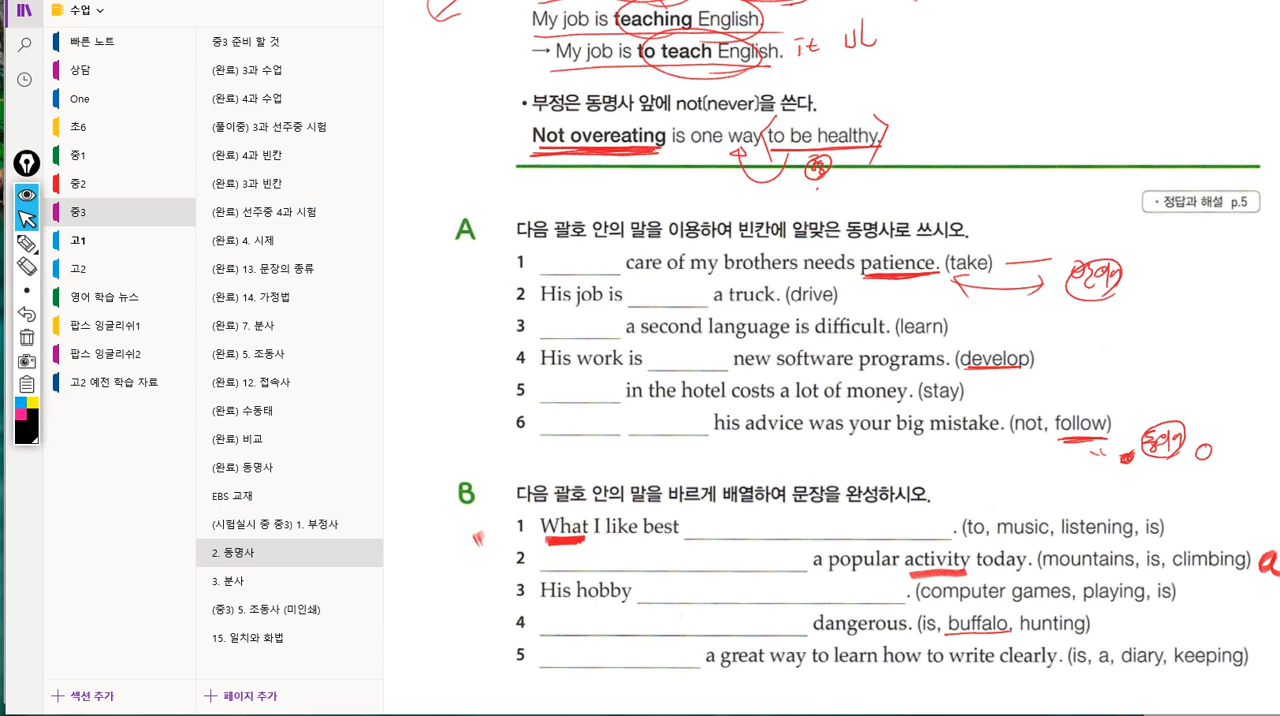 수업
빠른 노트
상담
One
초6
중1
중2
중3
고1
고2
영어 학습 뉴스
팝스 잉글리쉬1
팝스 잉글리쉬2
고2 예전 학습 자료
섹션 추가
중3 준비 할 것
(완료) 3과 수업
(완료) 4과 수업
(풀이중) 3과 선주중 시험
(완료) 4과 빈칸
(완료) 3과 빈칸
(완료) 선주중 4과 시험
(완료) 4. 시제
(완료) 13. 문장의 종류
(완료) 14. 가정법
(완료) 7. 분사
(완료) 5. 조동사
(완료) 12. 접속사
(완료) 수동태
(완료) 비교
(완료) 동명사
EBS 교재
(시험실시 중 중3) 1. 부정사
2. 동명사
3. 분사
(중3) 5. 조동사 (미인쇄)
15. 일치와 화법
페이지 추가
My job is teaching English.
→ My job is to teach English.
• 부정은 동명사 앞에 not(never)을 쓴다.
Not overeating is one way to be healthy.
• 정답과 해설 p.5
A 다음 괄호 안의 말을 이용하여 빈칸에 알맞은 동명사로 쓰시오.
1 ________ care of my brothers needs patience. (take)
2 His job is ________ a truck. (drive)
3 ________ a second language is difficult. (learn)
4 His work is ________ new software programs. (develop)
5 ________ in the hotel costs a lot of money. (stay)
6 ________ ________ his advice was your big mistake. (not, follow)
B 다음 괄호 안의 말을 바르게 배열하여 문장을 완성하시오.
1 What I like best ________. (to, music, listening, is)
2 ________ a popular activity today. (mountains, is, climbing)
3 His hobby ________. (computer games, playing, is)
4 ________ dangerous. (is, buffalo, hunting)
5 ________ a great way to learn how to write clearly. (is, a, diary, keeping)